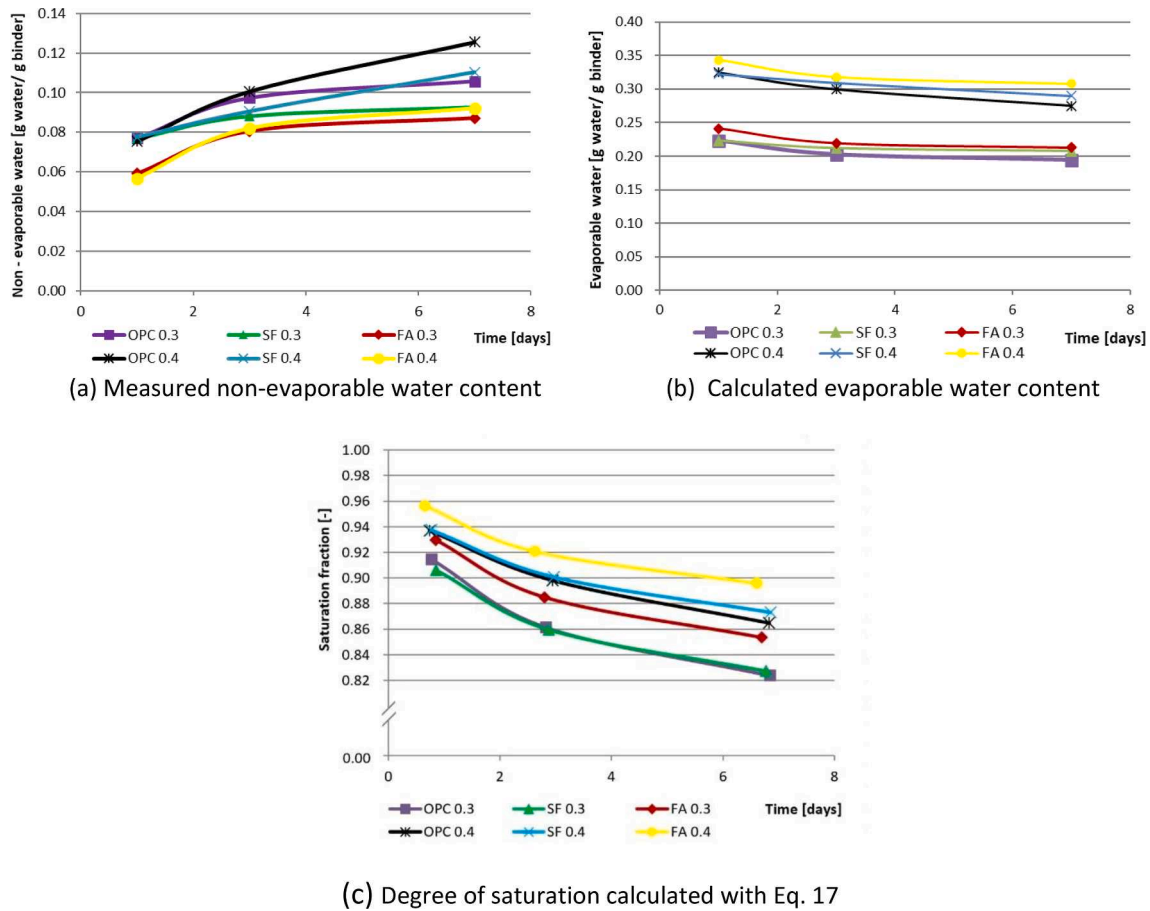 Non - evaporable water [g water/ g binder]
0.14
0.12
0.10
0.08
0.06
0.04
0.02
0.00
0 2 4 6 8
OPC 0.3 SF 0.3 FA 0.3 Time [days]
OPC 0.4 SF 0.4 FA 0.4
(a) Measured non-evaporable water content
Evaporable water [g water/ g binder]
0.40
0.35
0.30
0.25
0.20
0.15
0.10
0.05
0.00
0 2 4 6 8
OPC 0.3 SF 0.3 FA 0.3 Time [days]
OPC 0.4 SF 0.4 FA 0.4
(b) Calculated evaporable water content
Saturation fraction [-]
1.00
0.98
0.96
0.94
0.92
0.90
0.88
0.86
0.84
0.82
0.00
0 2 4 6 8
OPC 0.3 SF 0.3 FA 0.3 Time [days]
OPC 0.4 SF 0.4 FA 0.4
(c) Degree of saturation calculated with Eq. 17